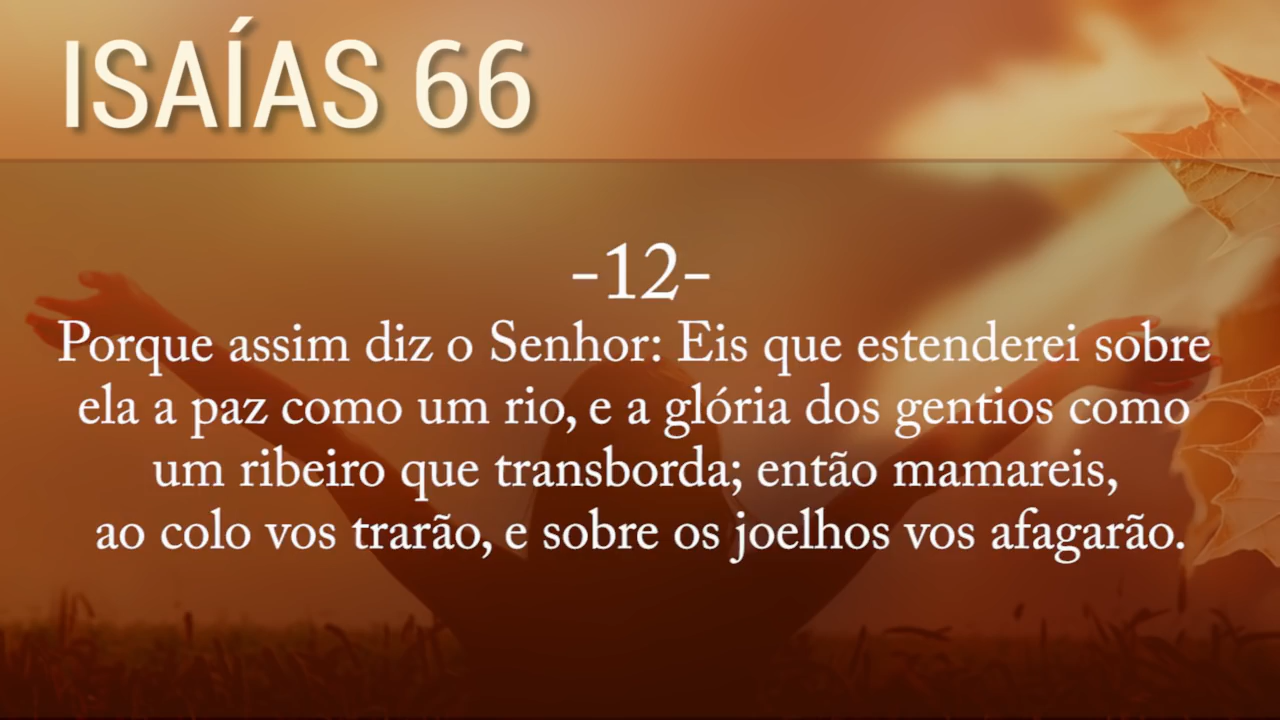 ISAÍAS 66
-12-
Porque assim diz o Senhor: Eis que estenderei sobre
ela a paz como um rio, e a glória dos gentios como
um ribeiro que transborda; então mamareis,
ao colo vos trarão, e sobre os joelhos vos afagarão.